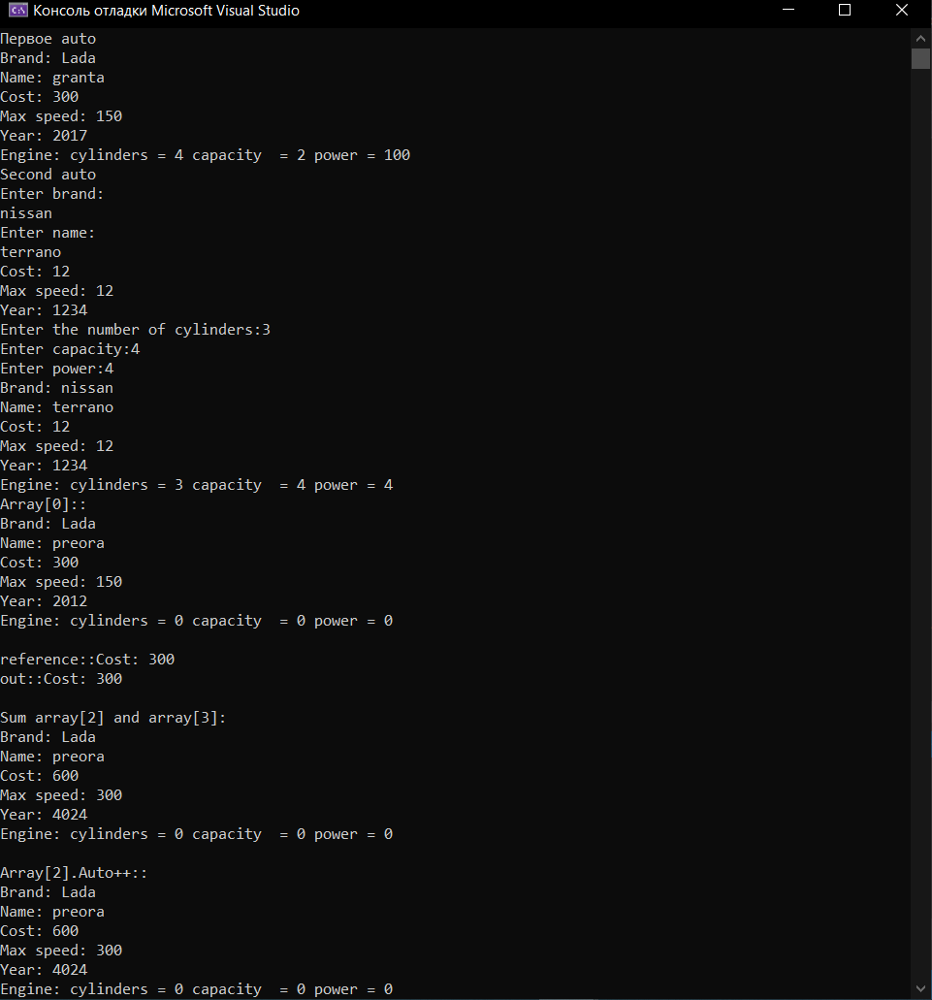 Консоль отладки Microsoft Visual Studio
Первое auto
Brand: Lada
Name: granta
Cost: 300
Max speed: 150
Year: 2017
Engine: cylinders = 4 capacity  = 2 power = 100
Second auto
Enter brand:
nissan
Enter name:
terrano
Cost: 12
Max speed: 12
Year: 1234
Enter the number of cylinders:3
Enter capacity:4
Enter power:4
Brand: nissan
Name: terrano
Cost: 12
Max speed: 12
Year: 1234
Engine: cylinders = 3 capacity  = 4 power = 4
Array[0]::
Brand: Lada
Name: preora
Cost: 300
Max speed: 150
Year: 2012
Engine: cylinders = 0 capacity  = 0 power = 0
reference::Cost: 300
out::Cost: 300
Sum array[2] and array[3]:
Brand: Lada
Name: preora
Cost: 600
Max speed: 300
Year: 4024
Engine: cylinders = 0 capacity  = 0 power = 0
Array[2].Auto++::
Brand: Lada
Name: preora
Cost: 600
Max speed: 300
Year: 4024
Engine: cylinders = 0 capacity  = 0 power = 0